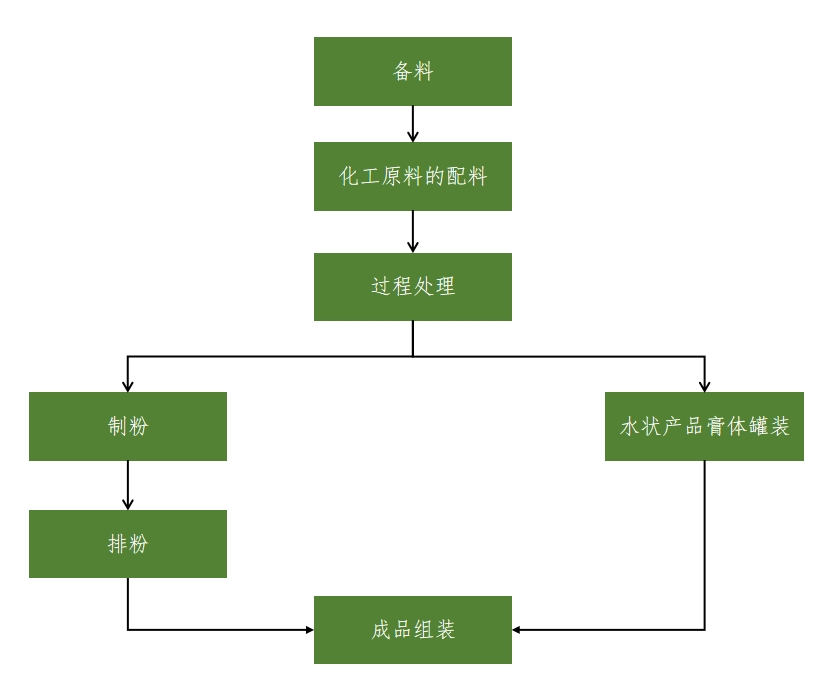 备料
化工原料的配料
过程处理
制粉
水状产品膏体罐装
排粉
成品组装